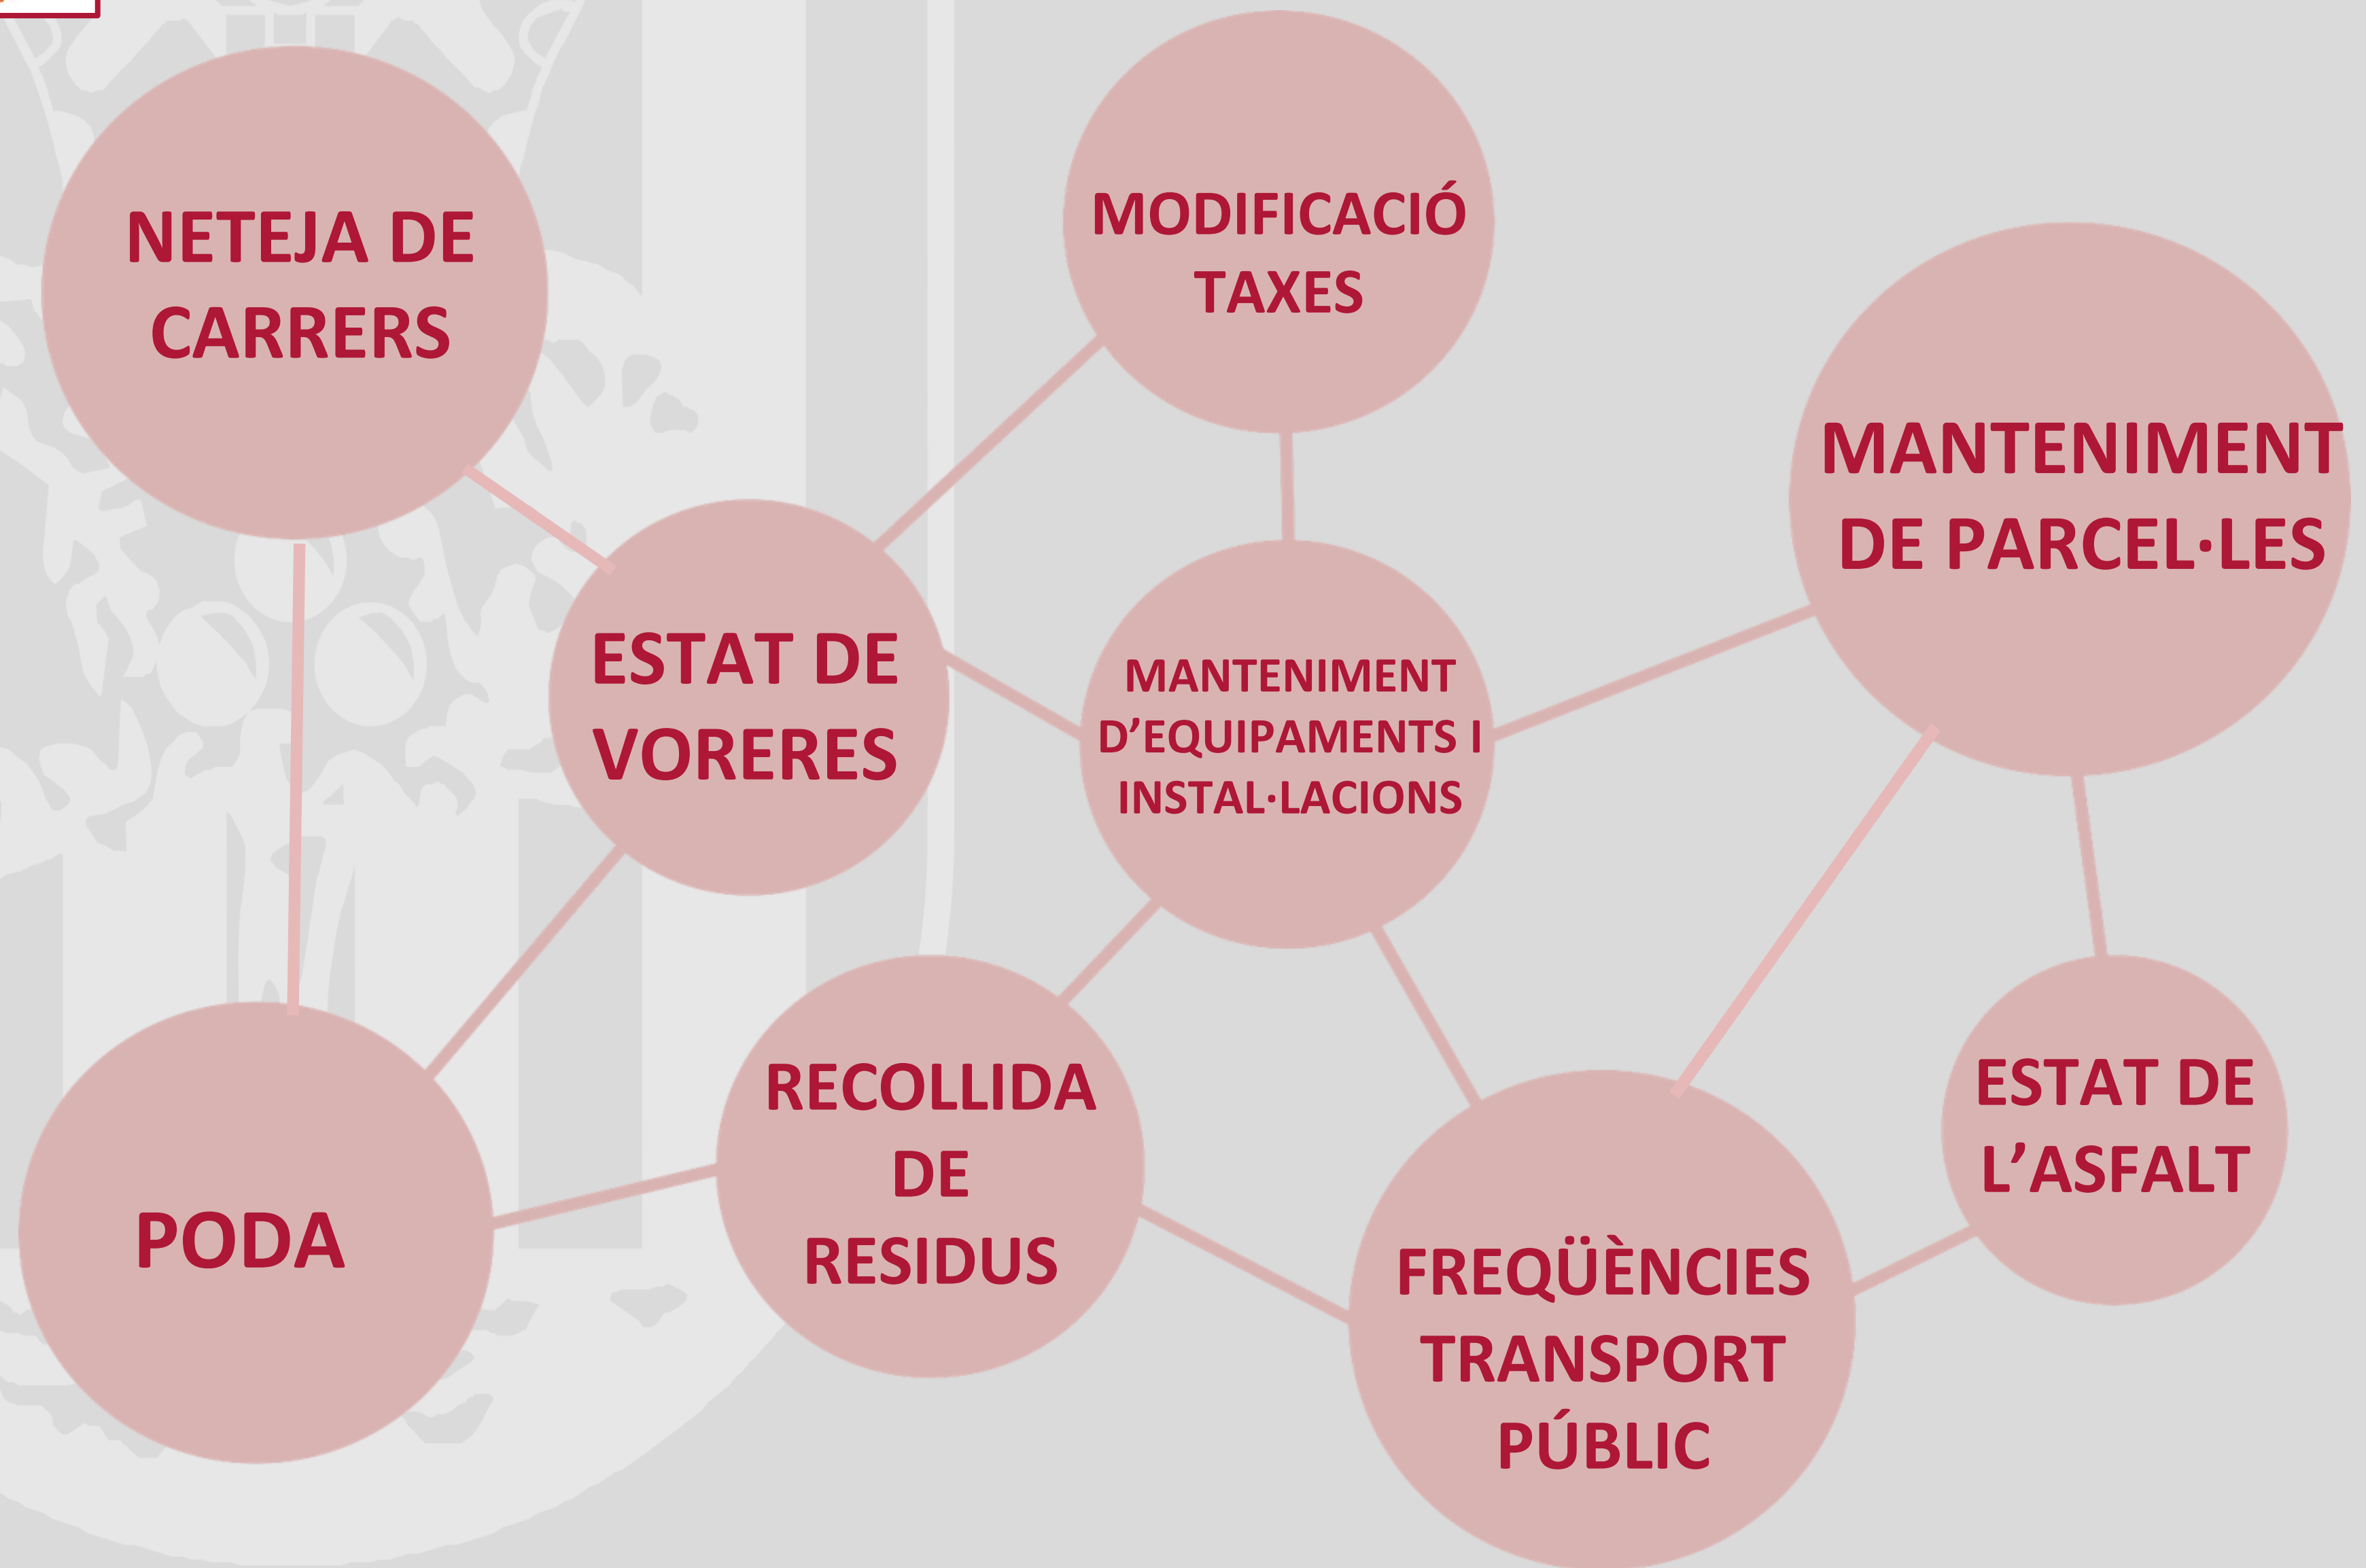 NETEJA DE
CARRERS
MODIFICACIÓ
TAXES
MANTENIMENT
DE PARCEL·LES
ESTAT DE
VORERES
MANTENIMENT
D’EQUIPAMENTS I
INSTAL·LACIONS
PODA
RECOLLIDA
DE
RESIDUS
FREQÜÈNCIES
TRANSPORT
PÚBLIC
ESTAT DE
L’ASFALT